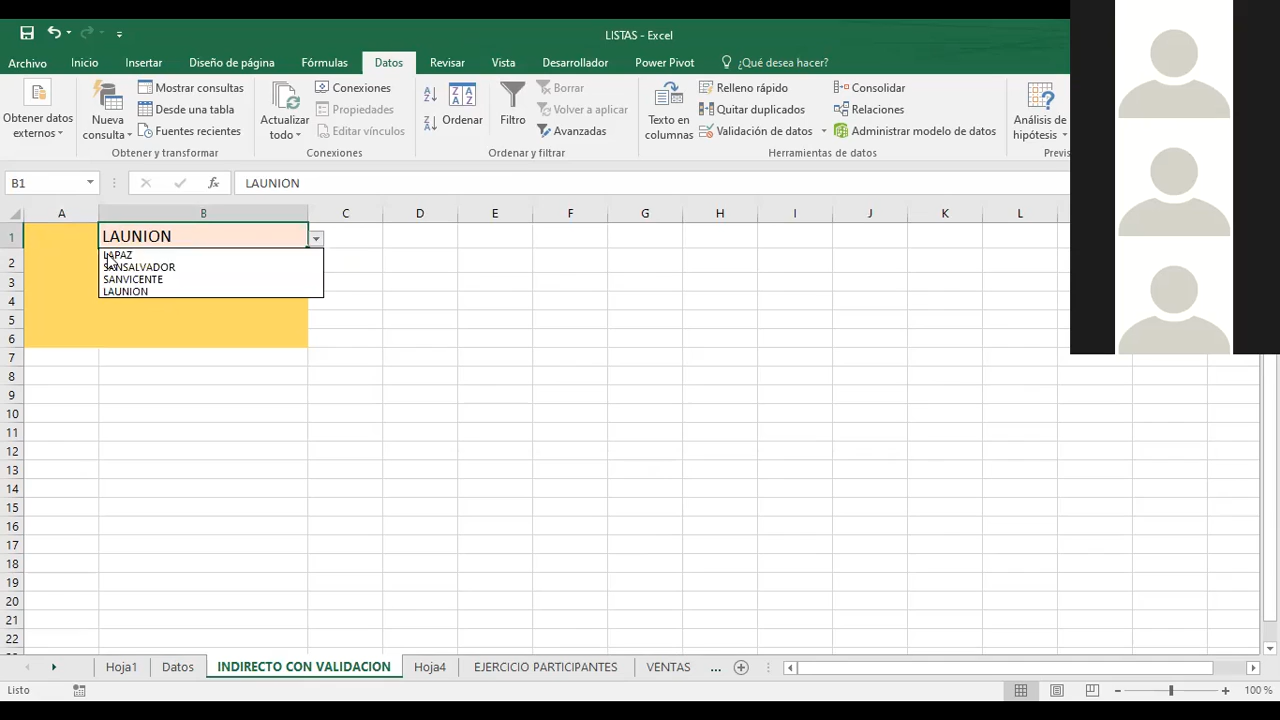 LISTAS - Excel
Archivo Inicio Insertar Diseño de página Fórmulas Datos Revisar Vista Desarrollador Power Pivot ¿Qué desea hacer?
Obtener datos externos
Nueva consulta
Mostrar consultas
Desde una tabla
Fuentes recientes
Obtener y transformar
Actualizar todo
Conexiones
Propiedades
Editar vínculos
Conexiones
Ordenar
Filtro
Borrar
Volver a aplicar
Avanzadas
Ordenar y filtrar
Texto en columnas
Relleno rápido
Quitar duplicados
Validación de datos
Consolidar
Relaciones
Administrar modelo de datos
Herramientas de datos
Análisis de hipótesis
B1 fx LAUNION
A B C D E F G H I J K L
1 LAUNION
2
3
4
5
6
7
8
9
10
11
12
13
14
15
16
17
18
19
20
21
22
LAPAZ
SANSALVADOR
SANVICENTE
LAUNION
Hoja1 Datos INDIRECTO CON VALIDACION Hoja4 EJERCICIO PARTICIPANTES VENTAS ...
Listo 100 %